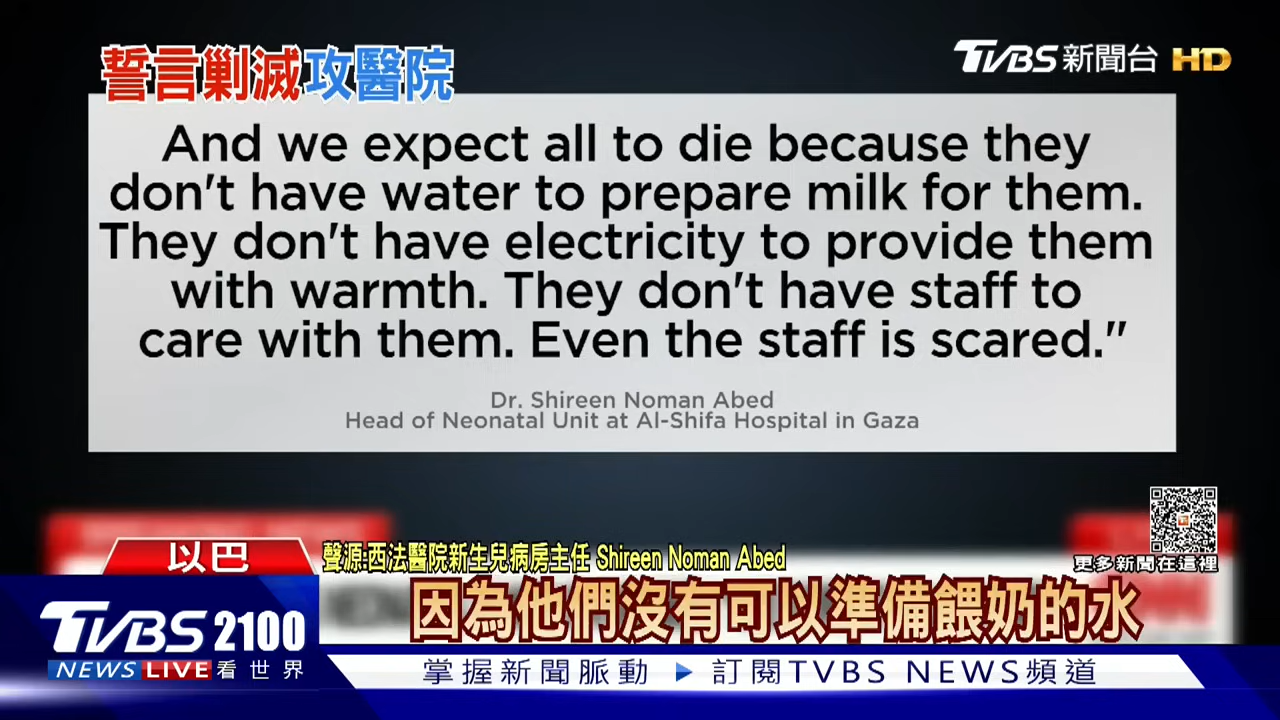 誓言剿滅攻醫院
TVBS新聞台 HD
And we expect all to die because they
don't have water to prepare milk for them.
They don't have electricity to provide them
with warmth. They don't have staff to
care with them. Even the staff is scared."
Dr. Shireen Noman Abed
Head of Neonatal Unit at Al-Shifa Hospital in Gaza
以巴
聲源:西法醫院新生兒病房主任 Shireen Noman Abed
更多新聞在這裡
因為他們沒有可以準備餵奶的水
TVBS 2100
NEWS LIVE 看世界
掌握新聞脈動 ▶ 訂閱TVBS NEWS頻道